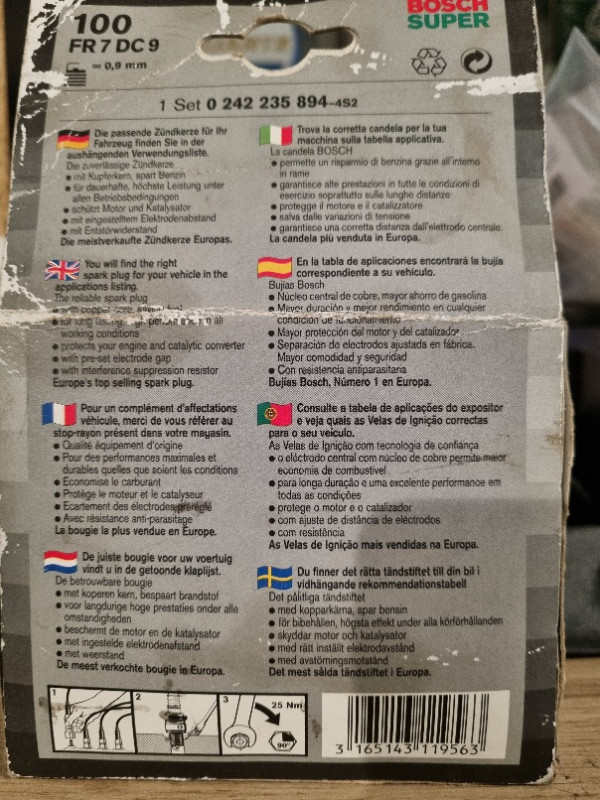 BOSCH
SUPER
100
FR 7 DC 9
= 0,9 mm
1 Set 0 242 235 894-4S2
Die passende Zündkerze für Ihr
Fahrzeug finden Sie in der
aushängenden Verwendungsliste.
Die zuverlässige Zündkerze
• mit Kupferkern, spart Benzin
• für dauerhafte, höchste Leistung unter
allen Betriebsbedingungen
• schützt Motor und Katalysator
• mit eingestelltem Elektrodenabstand
• mit Entstörwiderstand
Die meistverkaufte Zündkerze Europas.
You will find the right
spark plug for your vehicle in the
applications listing.
The reliable spark plug
• with copper core, saving fuel
• for long lasting, high in all
working conditions
• protects your engine and catalytic converter
• with pre-set electrode gap
• with interference suppression resistor
Europe's top selling spark plug.
Pour un complément d'affectations
véhicule, merci de vous référer au
stop-rayon présent dans votre magasin.
• Qualité équipement d'origine
• Pour des performances maximales et
durables quelles que soient les conditions
• Economise le carburant
• Protège le moteur et le catalyseur
• Ecartement des electrodes préréglé
• Avec résistance anti-parasitage
La bougie la plus vendue en Europe.
De juiste bougie voor uw voertuig
vindt u in de getoonde klaplijst.
De betrouwbare bougie
• met koperen kern, bespaart brandstof
• voor langdurige hoge prestaties onder alle
omstandigheden
• beschermt de motor en de katalysator
• met ingestelde elektrodenafstand
• met weerstand
De meest verkochte bougie in Europa.
Trova la corretta candela per la tua
macchina sulla tabella applicativa.
La candela BOSCH
• permette un risparmio di benzina grazie all'interno
in rame
• garantisce alte prestazioni in tutte le condizioni di
esercizio soprattutto sulle lunghe distanze
• protegge il motore e il catalizzatore
• salva dalle variazioni di tensione
• garantisce una corretta distanza dall'elettrodo centrale.
La candela più venduta in Europa.
En la tabla de aplicaciones encontrará la bujía
correspondiente a su vehículo.
Bujías Bosch
• Núcleo central de cobre, mayor ahorro de gasolina
• Mayor duración y mejor rendimiento en cualquier
condición de funcionamiento
• Mayor protección del motor y del catalizador
• Separación de electrodos ajustada en fábrica.
Mayor comodidad y seguridad
• Con resistencia antiparasitaria
Bujías Bosch, Número 1 en Europa.
Consulte a tabela de aplicações do expositor
e veja quais as Velas de Ignição correctas
para o seu veículo.
As Velas de Ignição com tecnologia de confiança
• o eléctrodo central com núcleo de cobre permite maior
economia de combustível
• para longa duração e uma excelente performance em
todas as condições
• protege o motor e o catalizador
• com ajuste de distância de eléctrodos
• com resistência
As Velas de Ignição mais vendidas na Europa.
Du finner det rätta tändstiftet till din bil i
vidhängande rekommendationstabell
Det pålitliga tändstiftet
• med kopparkärna, spar bensin
• för bibehållen, högsta effekt under alla körförhållanden
• skyddar motor och katalysator
• med rätt inställt elektrodavstånd
• med avstörningsmotstånd
Det mest sålda tändstiftet i Europa.
1
2
3
25 Nm
90°
3 165143 119563